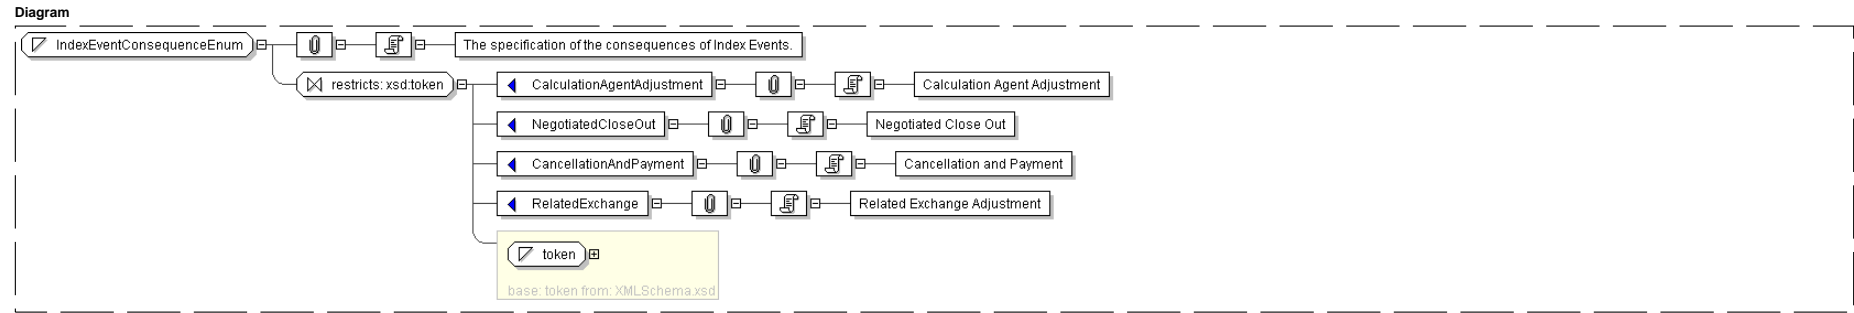 Diagram
IndexEventConsequenceEnum The specification of the consequences of Index Events.
restricts: xsd:token CalculationAgentAdjustment Calculation Agent Adjustment
NegotiatedCloseOut Negotiated Close Out
CancellationAndPayment Cancellation and Payment
RelatedExchange Related Exchange Adjustment
token
base: token from: XMLSchema.xsd